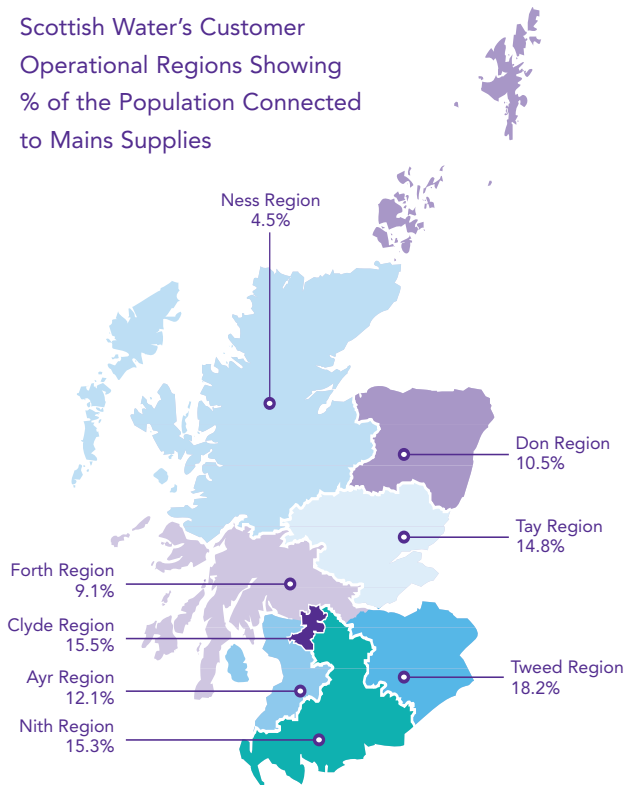 Scottish Water's Customer
Operational Regions Showing
% of the Population Connected
to Mains Supplies
Ness Region
4.5%
Don Region
10.5%
Tay Region
14.8%
Forth Region
9.1%
Clyde Region
15.5%
Tweed Region
18.2%
Ayr Region
12.1%
Nith Region
15.3%